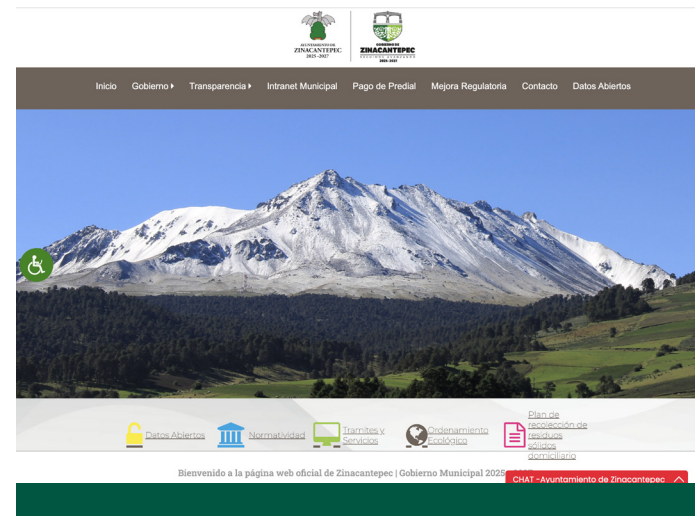 AYUNTAMIENTO DE
ZINACANTEPEC
2025-2027
GOBIERNO DE
ZINACANTEPEC
2025-2027
Inicio Gobierno Transparencia Intranet Municipal Pago de Predial Mejora Regulatoria Contacto Datos Abiertos
Datos Abiertos
Normatividad
Tramites y
Servicios
Ordenamiento
Ecológico
Plan de
recolección de
residuos
sólidos
domiciliario
Bienvenido a la página web oficial de Zinacantepec | Gobierno Municipal 2025
CHAT -Ayuntamiento de Zinacantepec